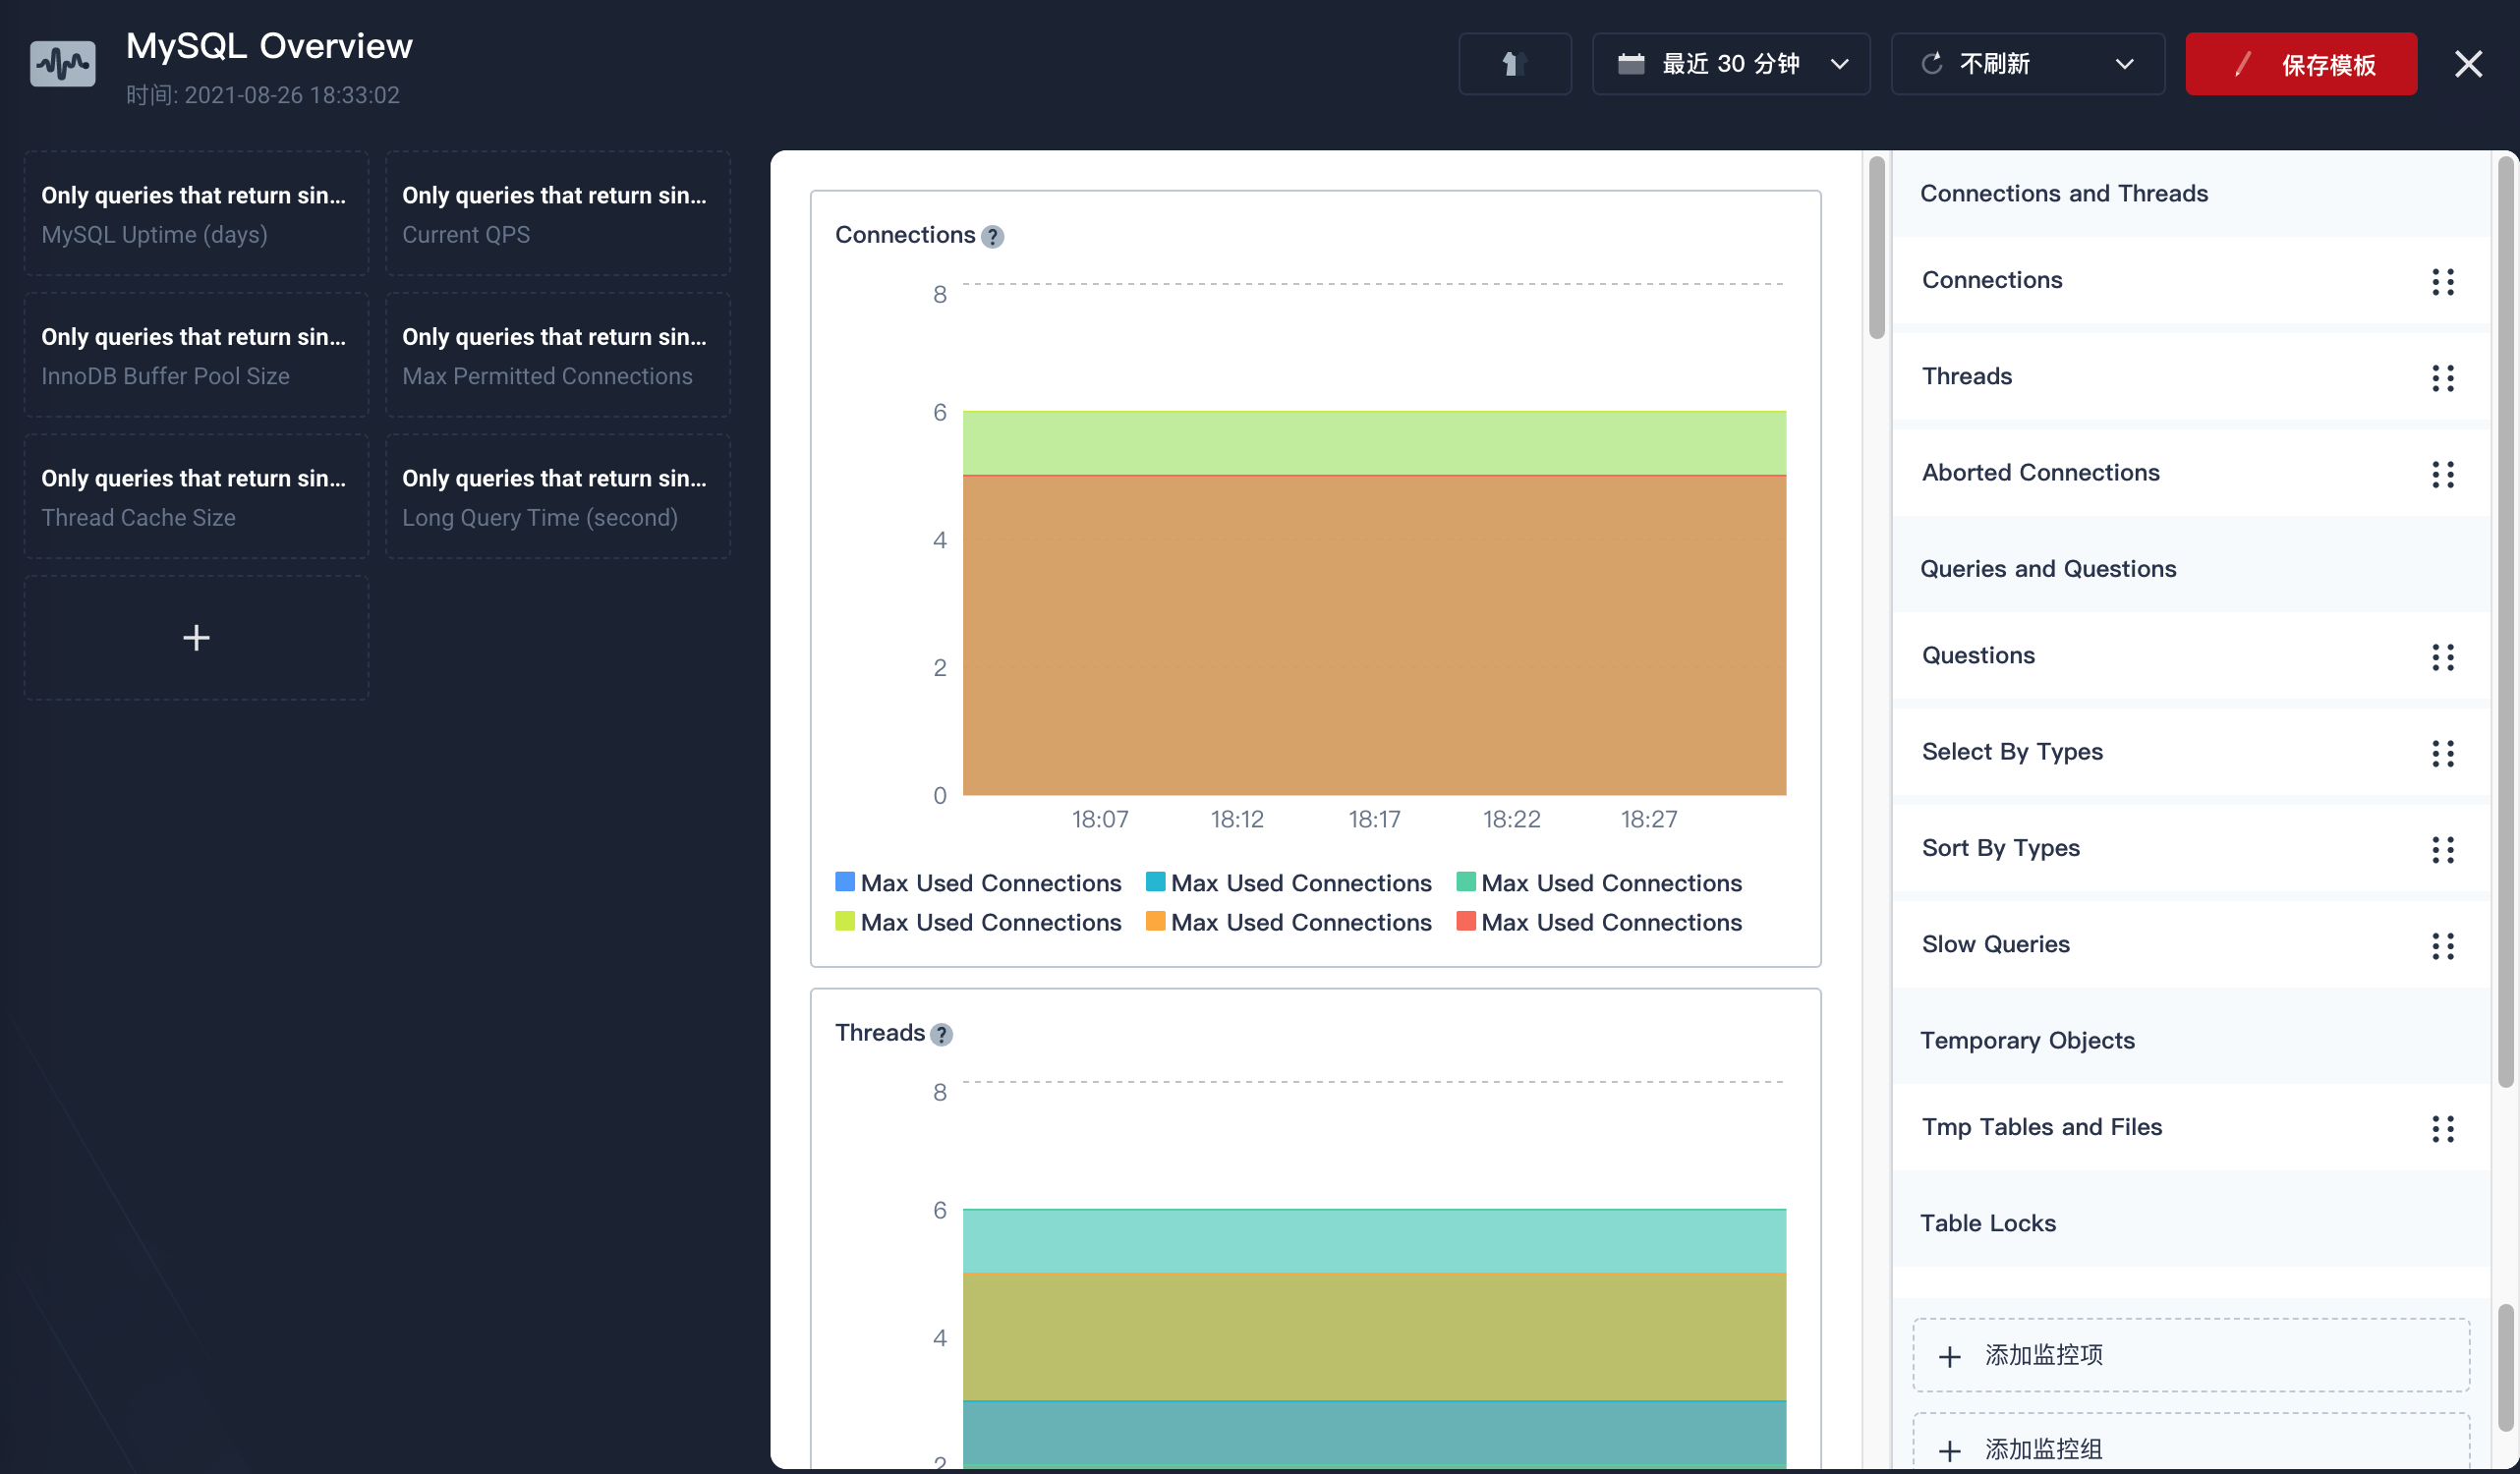 MySQL Overview
时间: 2021-08-26 18:33:02
最近 30 分钟
不刷新
保存模板
Only queries that return sin...
MySQL Uptime (days)
Only queries that return sin...
Current QPS
Only queries that return sin...
InnoDB Buffer Pool Size
Only queries that return sin...
Max Permitted Connections
Only queries that return sin...
Thread Cache Size
Only queries that return sin...
Long Query Time (second)
Connections ?
8
6
4
2
0
18:07 18:12 18:17 18:22 18:27
Max Used Connections Max Used Connections Max Used Connections
Max Used Connections Max Used Connections Max Used Connections
Threads ?
8
6
4
2
Connections and Threads
Connections
Threads
Aborted Connections
Queries and Questions
Questions
Select By Types
Sort By Types
Slow Queries
Temporary Objects
Tmp Tables and Files
Table Locks
添加监控项
添加监控组